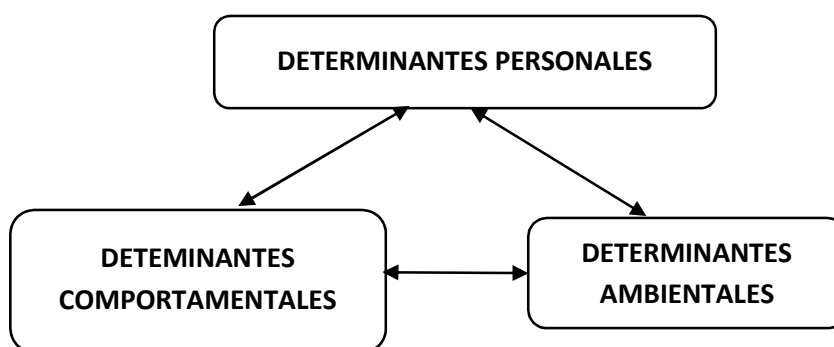 DETERMINANTES PERSONALES
DETEMINANTES
COMPORTAMENTALES
DETERMINANTES
AMBIENTALES